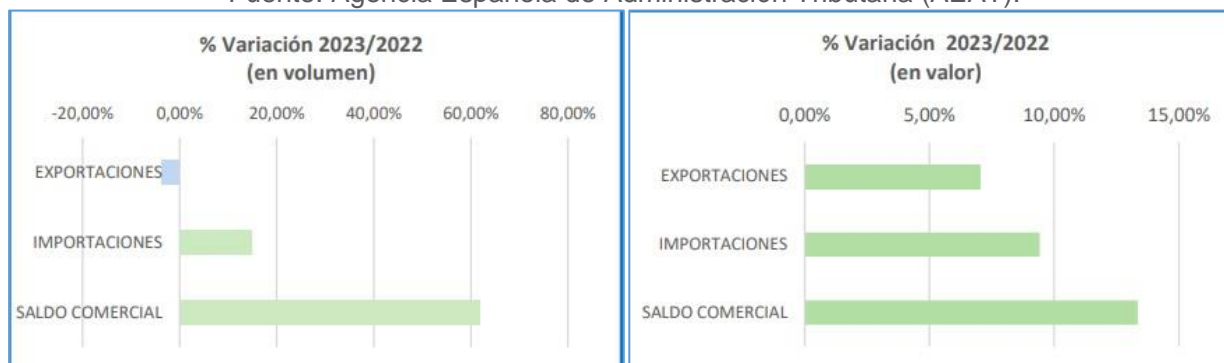 Fuente: Agencia Española de Administración Tributaria (AEAT).
% Variación 2023/2022
(en volumen)
-20,00% 0,00% 20,00% 40,00% 60,00% 80,00%
EXPORTACIONES
IMPORTACIONES
SALDO COMERCIAL
% Variación 2023/2022
(en valor)
0,00% 5,00% 10,00% 15,00%
EXPORTACIONES
IMPORTACIONES
SALDO COMERCIAL